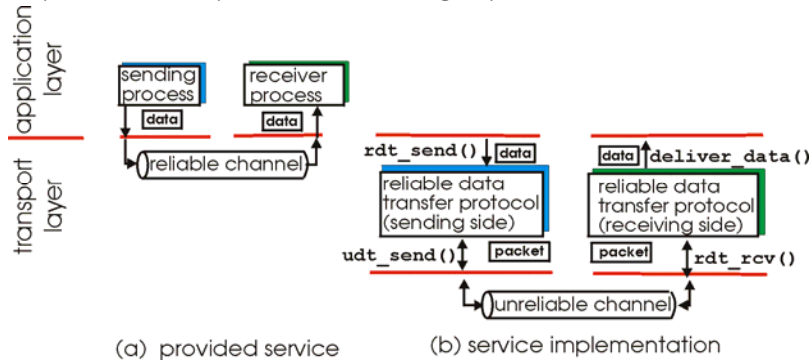 application
layer
transport
layer
sending
process
receiver
process
data
data
reliable channel
(a) provided service
rdt_send()
data
data
deliver_data()
reliable data
transfer protocol
(sending side)
reliable data
transfer protocol
(receiving side)
udt_send()
packet
packet
rdt_rcv()
unreliable channel
(b) service implementation